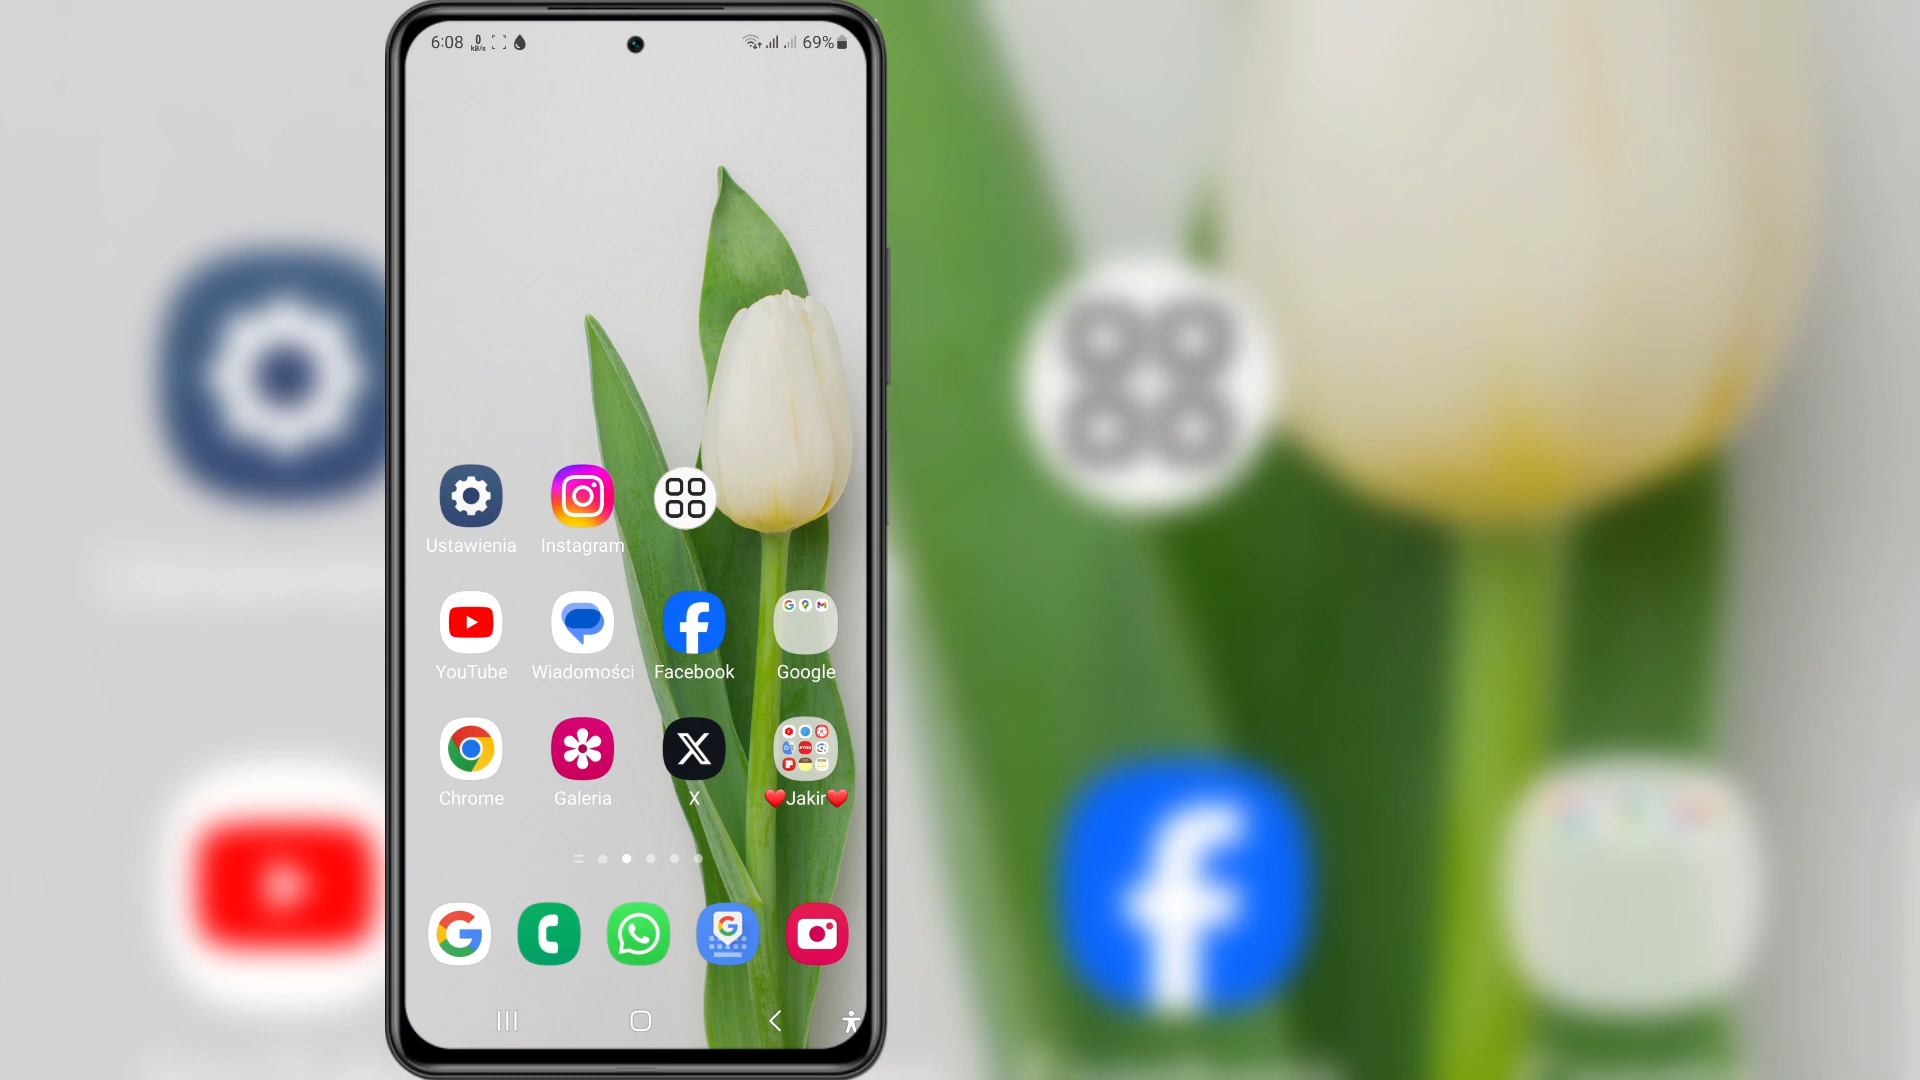 6:08 0 kB/s 69%
Ustawienia Instagram
YouTube Wiadomości Facebook Google
Chrome Galeria X ❤️Jakir❤️